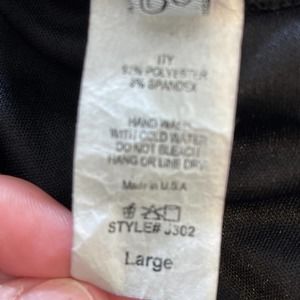 ITY
92% POLYESTER
8% SPANDEX
HAND WASH
WITH COLD WATER
DO NOT BLEACH
HANG OR LINE DRY
Made in U.S.A
STYLE# J302
Large